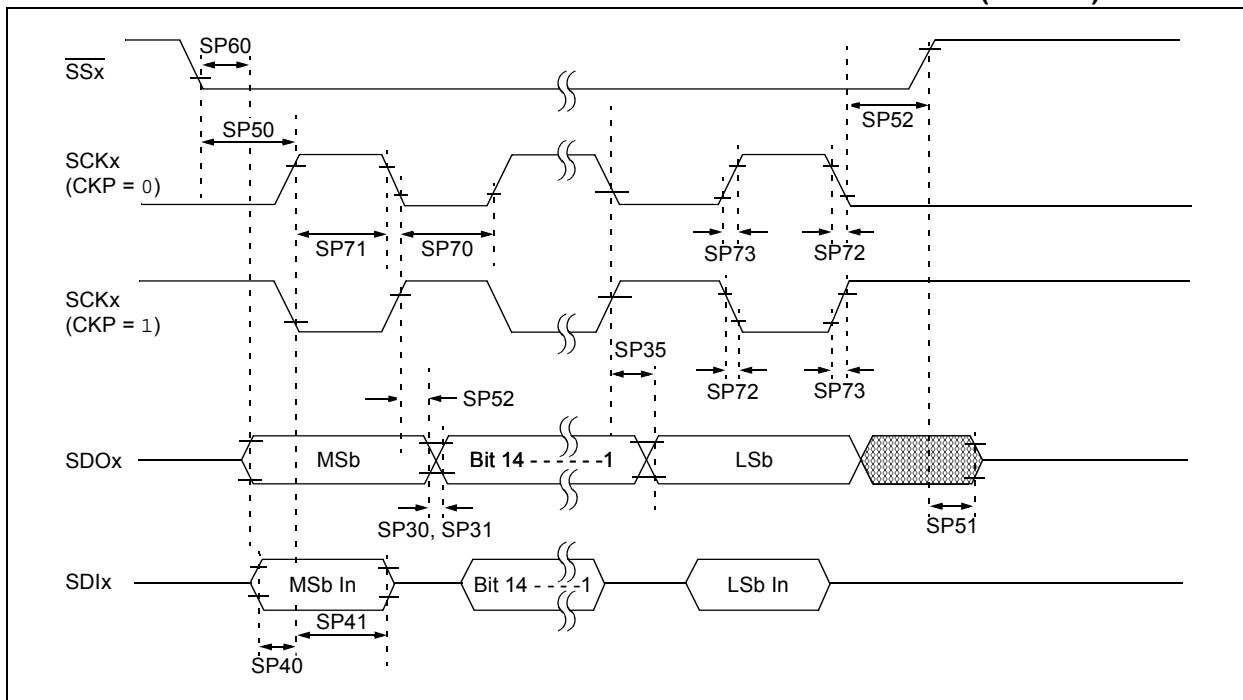 SP60
SSx
SP50
SP52
SCKx
(CKP = 0)
SP71
SP70
SP73
SP72
SCKx
(CKP = 1)
SP35
SP72
SP73
SP52
SDOx
MSb
Bit 14 - - - - - -1
LSb
SP30, SP31
SP51
SDIx
MSb In
Bit 14 - - - -1
LSb In
SP41
SP40